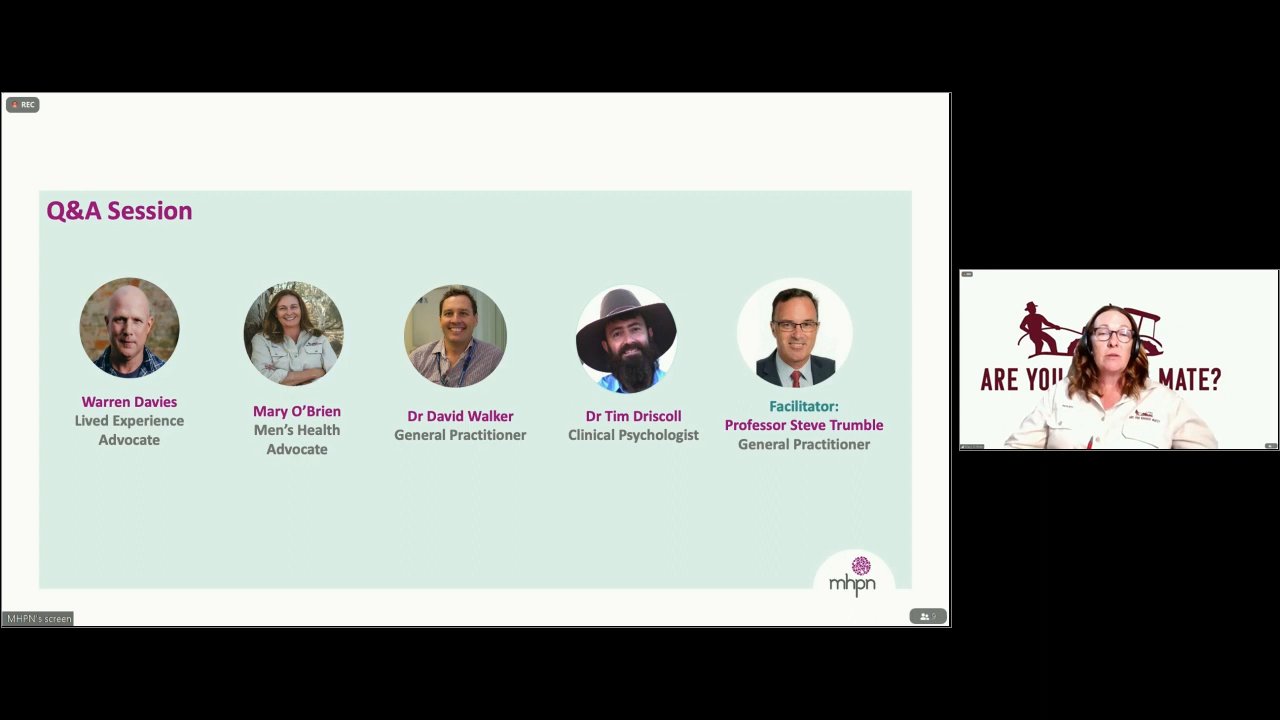 REC
Q&A Session
Warren Davies
Lived Experience
Advocate
Mary O'Brien
Men's Health
Advocate
Dr David Walker
General Practitioner
Dr Tim Driscoll
Clinical Psychologist
Facilitator:
Professor Steve Trumble
General Practitioner
mhpn
MHPN's screen
9
ARE YOU MATE?